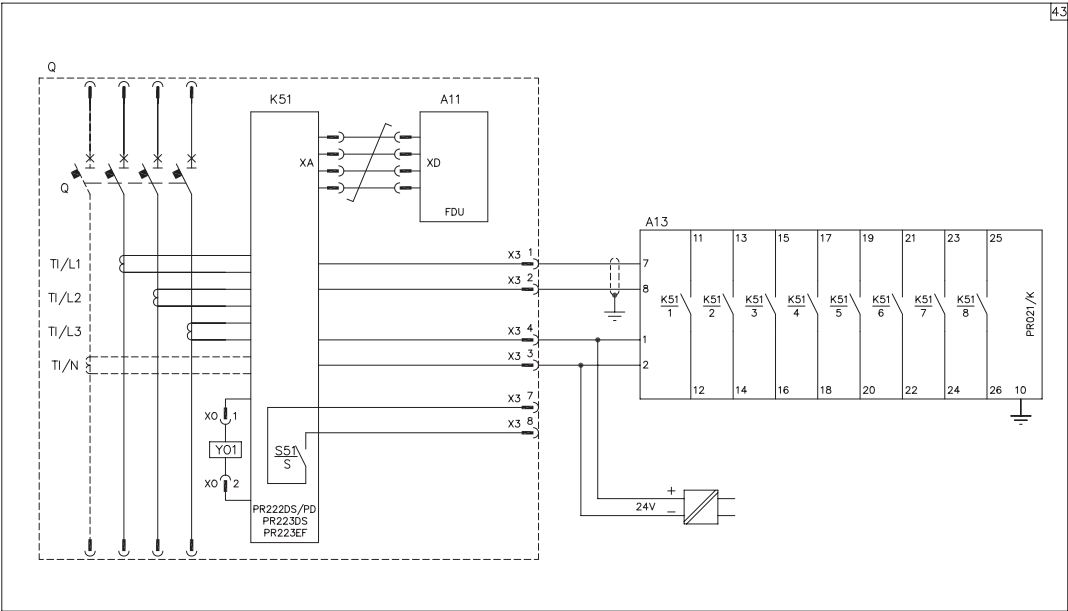 43
Q
K51
A11
XA
XD
FDU
Q
A13
11 13 15 17 19 21 23 25
TI/L1
X3 1
7
TI/L2
X3 2
8
K51 K51 K51 K51 K51 K51 K51 K51
1 2 3 4 5 6 7 8
PR021/K
TI/L3
X3 4
1
TI/N
X3 3
2
12 14 16 18 20 22 24 26 10
X3 7
X0 1
X3 8
Y01
S51
S
X0 2
+
24V
−
PR222DS/PD
PR223DS
PR223EF